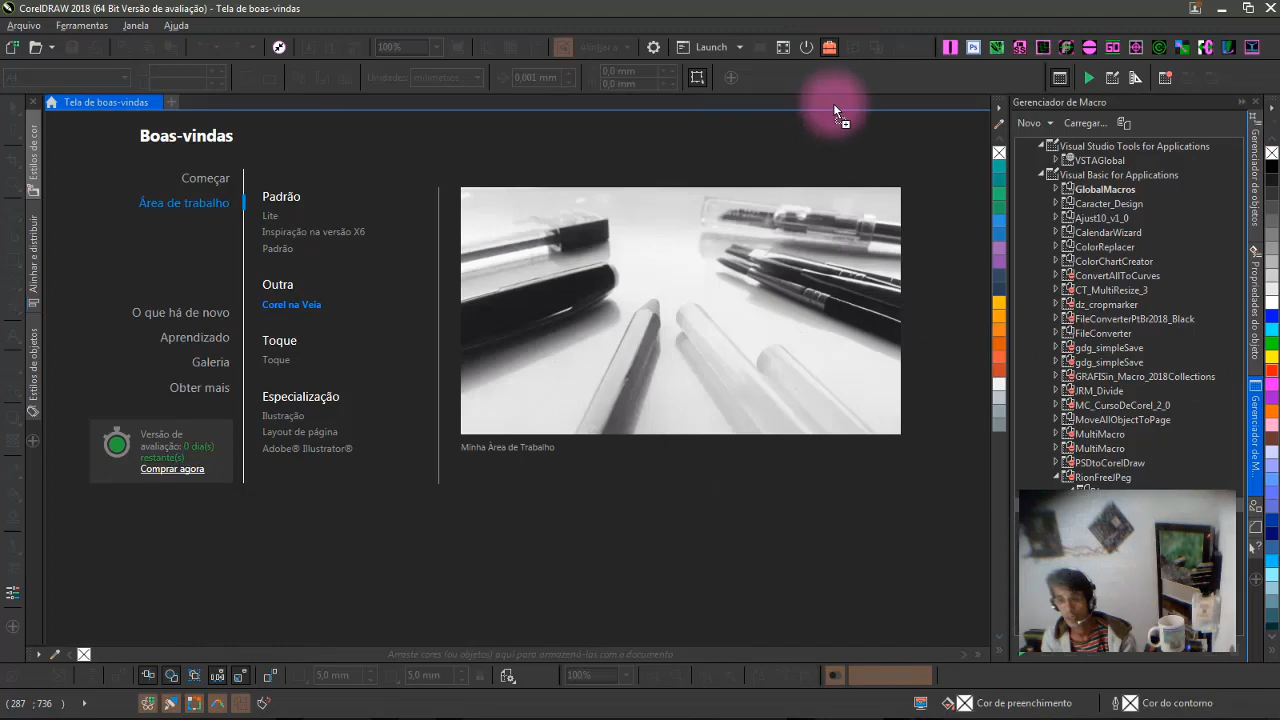 CorelDRAW 2018 (64 Bit Versão de avaliação) - Tela de boas-vindas
Arquivo Ferramentas Janela Ajuda
100% Launch
Unidades: milímetros 0,001 mm 0,0 mm
0,0 mm
Tela de boas-vindas
Gerenciador de Macro
Novo Carregar...
Boas-vindas
Começar
Área de trabalho
O que há de novo
Aprendizado
Galeria
Obter mais
Versão de
avaliação: 0 dia(s)
restante(s)
Comprar agora
Padrão
Lite
Inspiração na versão X6
Padrão
Outra
Corel na Veia
Toque
Toque
Especialização
Ilustração
Layout de página
Adobe® Illustrator®
Minha Área de Trabalho
Visual Studio Tools for Applications
VSTAGlobal
Visual Basic for Applications
GlobalMacros
Caracter_Design
Ajust10_v1_0
CalendarWizard
ColorReplacer
ColorChartCreator
ConvertAllToCurves
CT_MultiResize_3
dz_cropmarker
FileConverterPtBr2018_Black
FileConverter
gdg_simpleSave
gdg_simpleSave
GRAFISin_Macro_2018Collections
JRM_Divide
MC_CursoDeCorel_2_0
MoveAllObjectToPage
MultiMacro
MultiMacro
PSDtoCorelDraw
RionFreeJPeg
Estilos de cor
Alinhar e distribuir
Estilos de objetos
Gerenciador de objetos
Propriedades do objeto
Gerenciador de M...
Arraste cores (ou objetos) aqui para armazená-los com o documento
5,0 mm 5,0 mm 100%
(287 ; 736 )
Cor de preenchimento
Cor do contorno